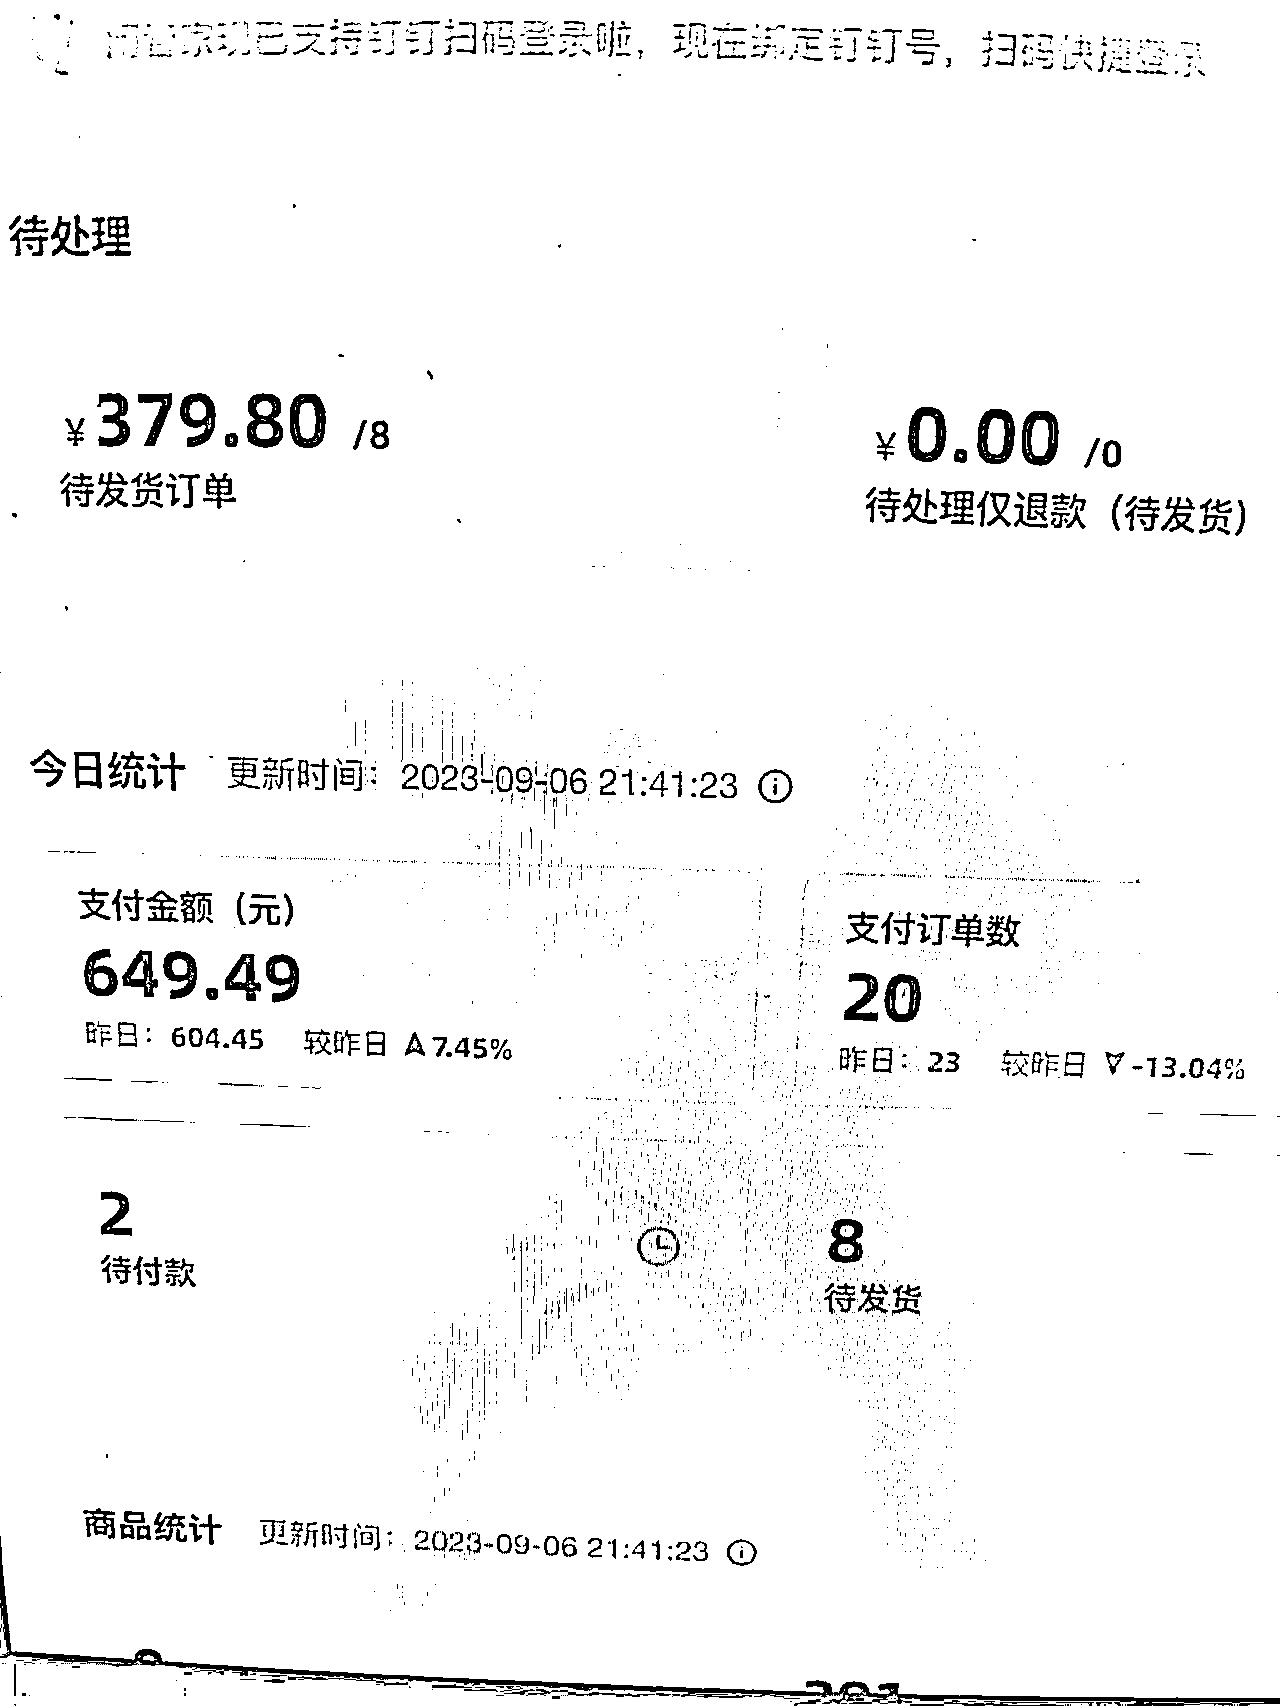 管家现已支持钉钉扫码登录啦，现在绑定钉钉号，扫码快捷登录
待处理
¥379.80 /8
¥0.00 /0
待发货订单
待处理仅退款（待发货）
今日统计 更新时间：2023-09-06 21:41:23
支付金额（元）
支付订单数
649.49
20
昨日：604.45 较昨日 7.45%
昨日：23 较昨日 -13.04%
2
8
待付款
待发货
商品统计 更新时间：2023-09-06 21:41:23